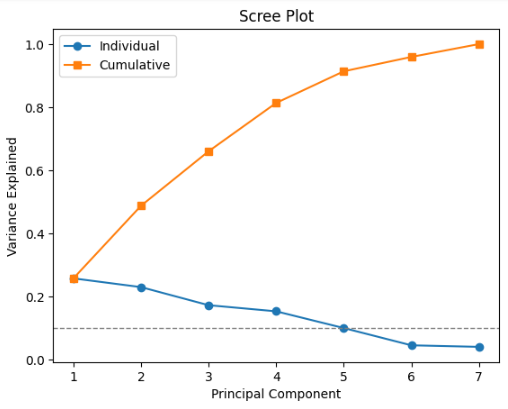 Scree Plot
Individual
Cumulative
1.0
0.8
0.6
0.4
0.2
0.0
Variance Explained
1 2 3 4 5 6 7
Principal Component